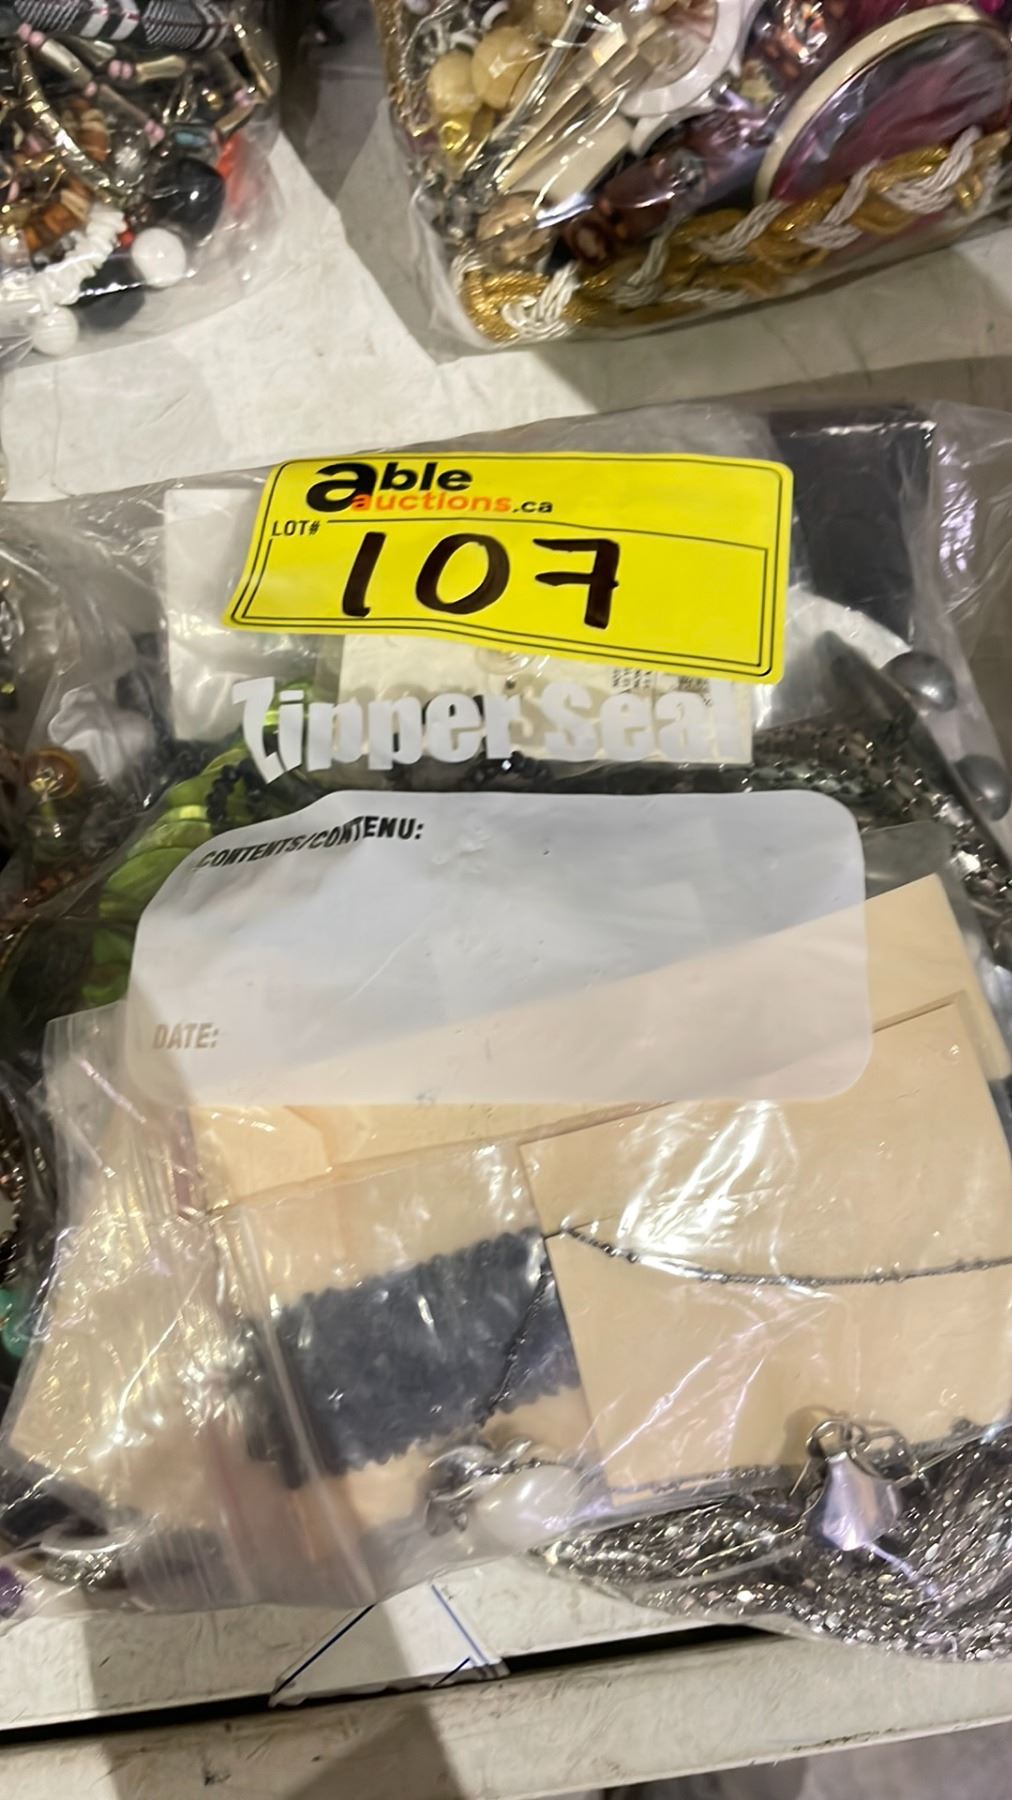 able
auctions.ca
LOT#
107
Zipper Seal
CONTENTS/CONTENU:
DATE: